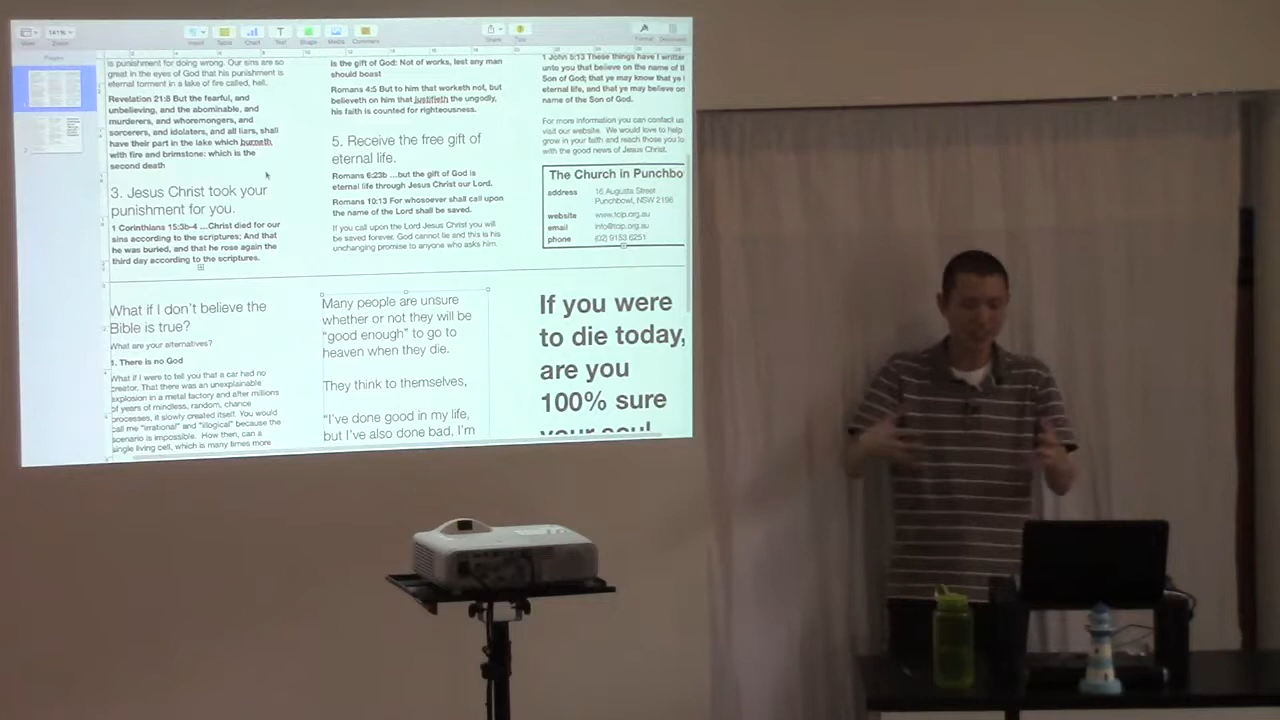 141%
View
Zoom
Insert
Table
Chart
Text
Shape
Media
Comment
Share
Tips
Format
Document
Pages
is punishment for doing wrong. Our sins are so
great in the eyes of God that his punishment is
eternal torment in a lake of fire called, hell.
Revelation 21:8 But the fearful, and
unbelieving, and the abominable, and
murderers, and whoremongers, and
sorcerers, and idolaters, and all liars, shall
have their part in the lake which burneth
with fire and brimstone: which is the
second death
3. Jesus Christ took your
punishment for you.
1 Corinthians 15:3b-4 ...Christ died for our
sins according to the scriptures; And that
he was buried, and that he rose again the
third day according to the scriptures.
is the gift of God: Not of works, lest any man
should boast
Romans 4:5 But to him that worketh not, but
believeth on him that justifieth the ungodly,
his faith is counted for righteousness.
5. Receive the free gift of
eternal life.
Romans 6:23b ...but the gift of God is
eternal life through Jesus Christ our Lord.
Romans 10:13 For whosoever shall call upon
the name of the Lord shall be saved.
If you call upon the Lord Jesus Christ you will
be saved forever. God cannot lie and this is his
unchanging promise to anyone who asks him.
1 John 5:13 These things have I written
unto you that believe on the name of the
Son of God; that ye may know that ye
eternal life, and that ye may believe on
name of the Son of God.
For more information you can contact us
visit our website. We would love to help
grow in your faith and reach those you lo
with the good news of Jesus Christ.
The Church in Punchbo
address 16 Augusta Street
Punchbowl, NSW 2196
website www.tcip.org.au
email info@tcip.org.au
phone (02) 9153 6251
What if I don't believe the
Bible is true?
What are your alternatives?
1. There is no God
What if I were to tell you that a car had no
creator. That there was an unexplainable
explosion in a metal factory and after millions
of years of mindless, random, chance
processes, it slowly created itself. You would
call me "irrational" and "illogical" because the
scenario is impossible. How then, can a
single living cell, which is many times more
Many people are unsure
whether or not they will be
"good enough" to go to
heaven when they die.
They think to themselves,
"I've done good in my life,
but I've also done bad, I'm
If you were
to die today,
are you
100% sure
your soul